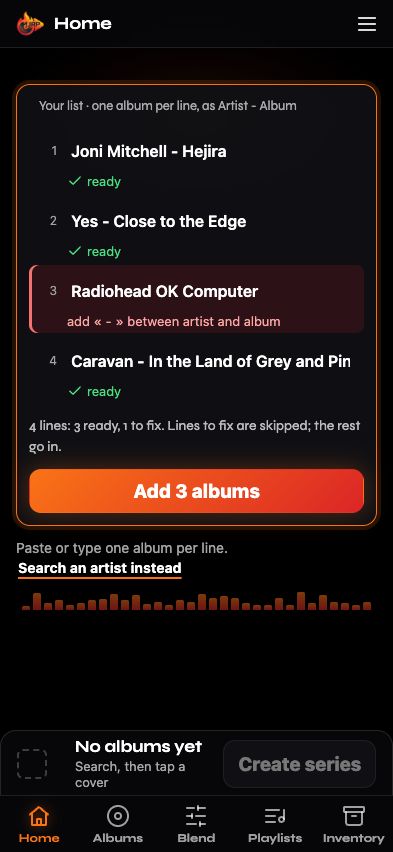 Home
Your list · one album per line, as Artist - Album
1 Joni Mitchell - Hejira
✓ ready
2 Yes - Close to the Edge
✓ ready
3 Radiohead OK Computer
add « - » between artist and album
4 Caravan - In the Land of Grey and Pin
✓ ready
4 lines: 3 ready, 1 to fix. Lines to fix are skipped; the rest
go in.
Add 3 albums
Paste or type one album per line.
Search an artist instead
No albums yet
Search, then tap a
cover
Create series
Home Albums Blend Playlists Inventory